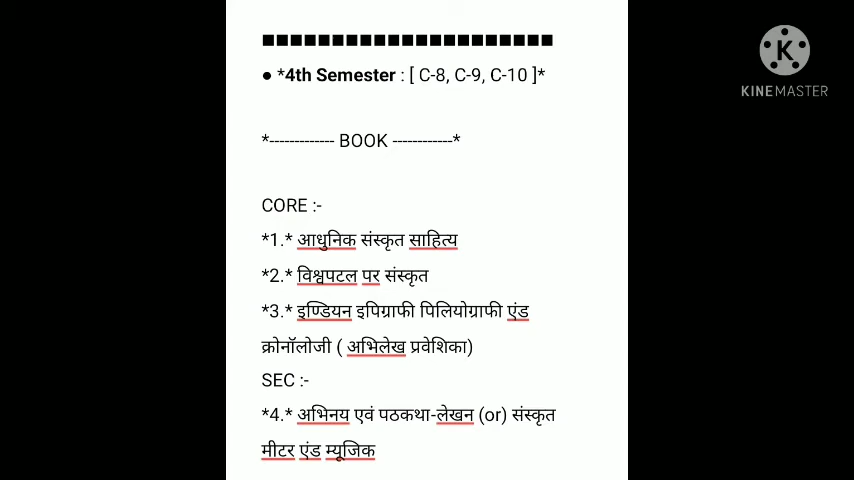 ■■■■■■■■■■■■■■■■■■■■■
● *4th Semester : [ C-8, C-9, C-10 ]*
*------------- BOOK ------------*
CORE :-
*1.* आधुनिक संस्कृत साहित्य
*2.* विश्वपटल पर संस्कृत
*3.* इण्डियन इपिग्राफी पिलियोग्राफी एंड
क्रोनॉलोजी ( अभिलेख प्रवेशिका)
SEC :-
*4.* अभिनय एवं पठकथा-लेखन (or) संस्कृत
मीटर एंड म्यूजिक
K
KINEMASTER